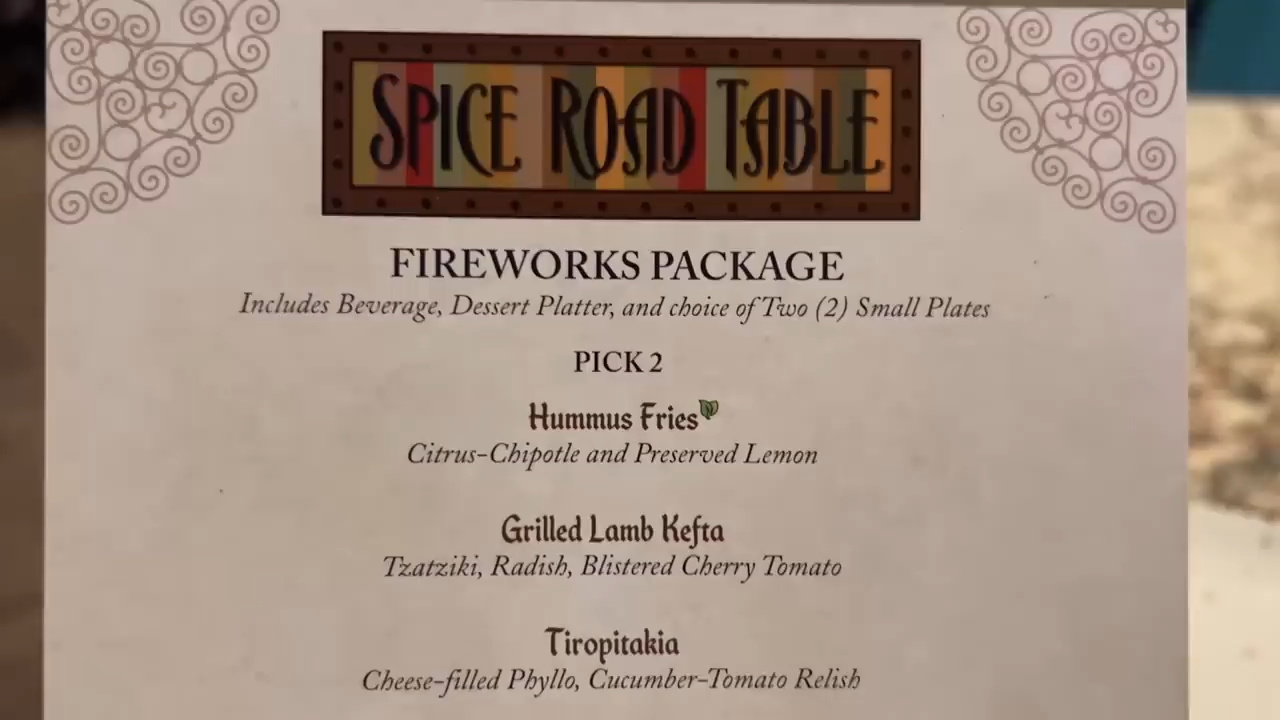 SPICE ROAD TABLE
FIREWORKS PACKAGE
Includes Beverage, Dessert Platter, and choice of Two (2) Small Plates
PICK 2
Hummus Fries
Citrus-Chipotle and Preserved Lemon
Grilled Lamb Kefta
Tzatziki, Radish, Blistered Cherry Tomato
Tiropitakia
Cheese-filled Phyllo, Cucumber-Tomato Relish